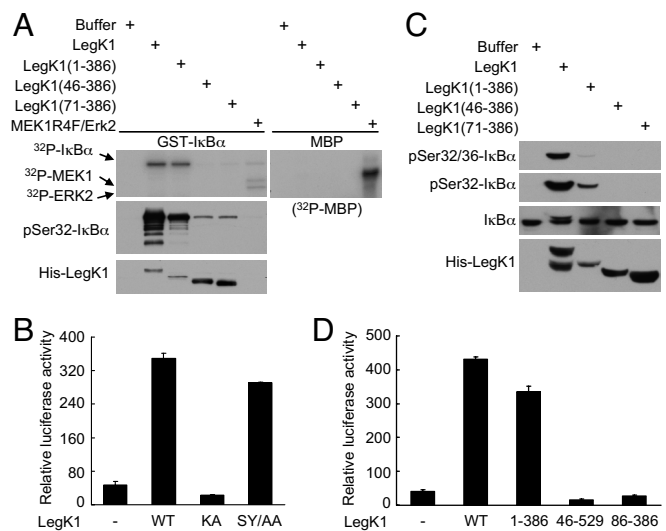 A
Buffer +
LegK1 +
LegK1(1-386) +
LegK1(46-386) +
LegK1(71-386) +
MEK1R4F/Erk2 + +
GST-IκBα MBP
³²P-IκBα
³²P-MEK1
³²P-ERK2
(³²P-MBP)
pSer32-IκBα
His-LegK1
C
Buffer +
LegK1 +
LegK1(1-386) +
LegK1(46-386) +
LegK1(71-386) +
pSer32/36-IκBα
pSer32-IκBα
IκBα
His-LegK1
B
Relative luciferase activity
400
320
240
160
80
0
LegK1 - WT KA SY/AA
D
Relative luciferase activity
500
400
300
200
100
0
LegK1 - WT 1-386 46-529 86-386